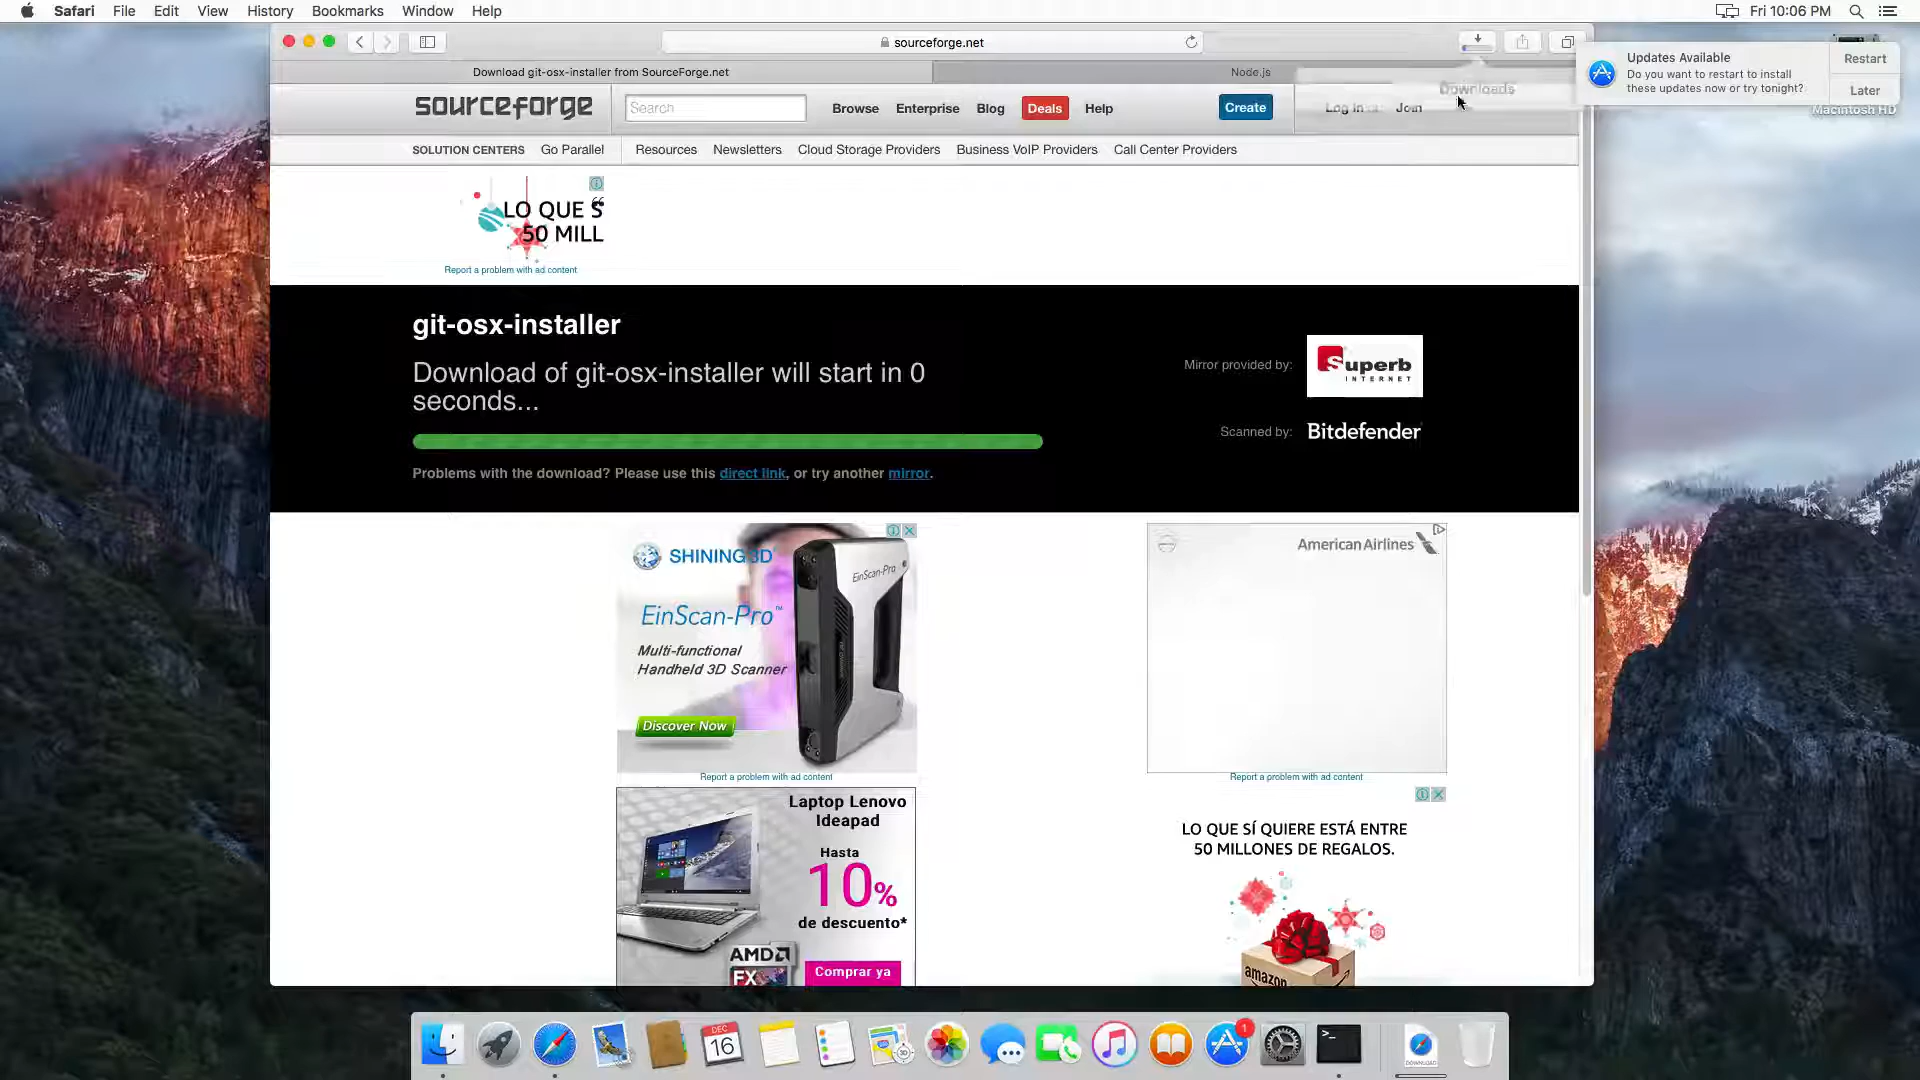 Safari File Edit View History Bookmarks Window Help
Fri 10:06 PM
sourceforge.net
Download git-osx-installer from SourceForge.net
Node.js
Downloads
Updates Available
Do you want to restart to install
these updates now or try tonight?
Restart
Later
Macintosh HD
sourceforge
Search
Browse Enterprise Blog Deals Help
Create
Log In Join
SOLUTION CENTERS Go Parallel Resources Newsletters Cloud Storage Providers Business VoIP Providers Call Center Providers
LO QUE S
50 MILL
Report a problem with ad content
git-osx-installer
Download of git-osx-installer will start in 0
seconds...
Problems with the download? Please use this direct link, or try another mirror.
Mirror provided by:
Superb
INTERNET
Scanned by:
Bitdefender
SHINING 3D
EinScan-Pro™
Multi-functional
Handheld 3D Scanner
Discover Now
EinScan-Pro
Report a problem with ad content
AmericanAirlines
Report a problem with ad content
Laptop Lenovo
Ideapad
Hasta
10%
de descuento*
AMD
FX
Comprar ya
LO QUE SÍ QUIERE ESTÁ ENTRE
50 MILLONES DE REGALOS.
amazon
DEC
16
3D
1
>_
DOWNLOAD